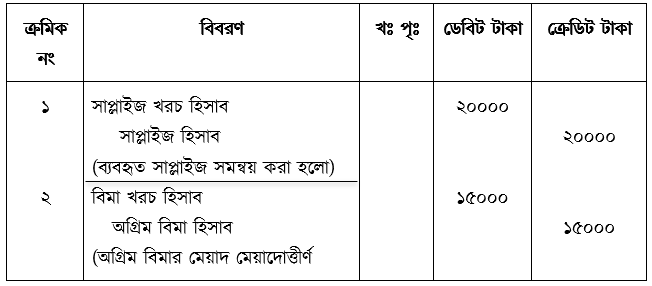 ক্রমিক নং বিবরণ খঃ পৃঃ ডেবিট টাকা ক্রেডিট টাকা
১ সাপ্লাইজ খরচ হিসাব ২০০০০
সাপ্লাইজ হিসাব ২০০০০
(ব্যবহৃত সাপ্লাইজ সমন্বয় করা হলো)
২ বিমা খরচ হিসাব ১৫০০০
অগ্রিম বিমা হিসাব ১৫০০০
(অগ্রিম বিমার মেয়াদ মেয়াদোত্তীর্ণ